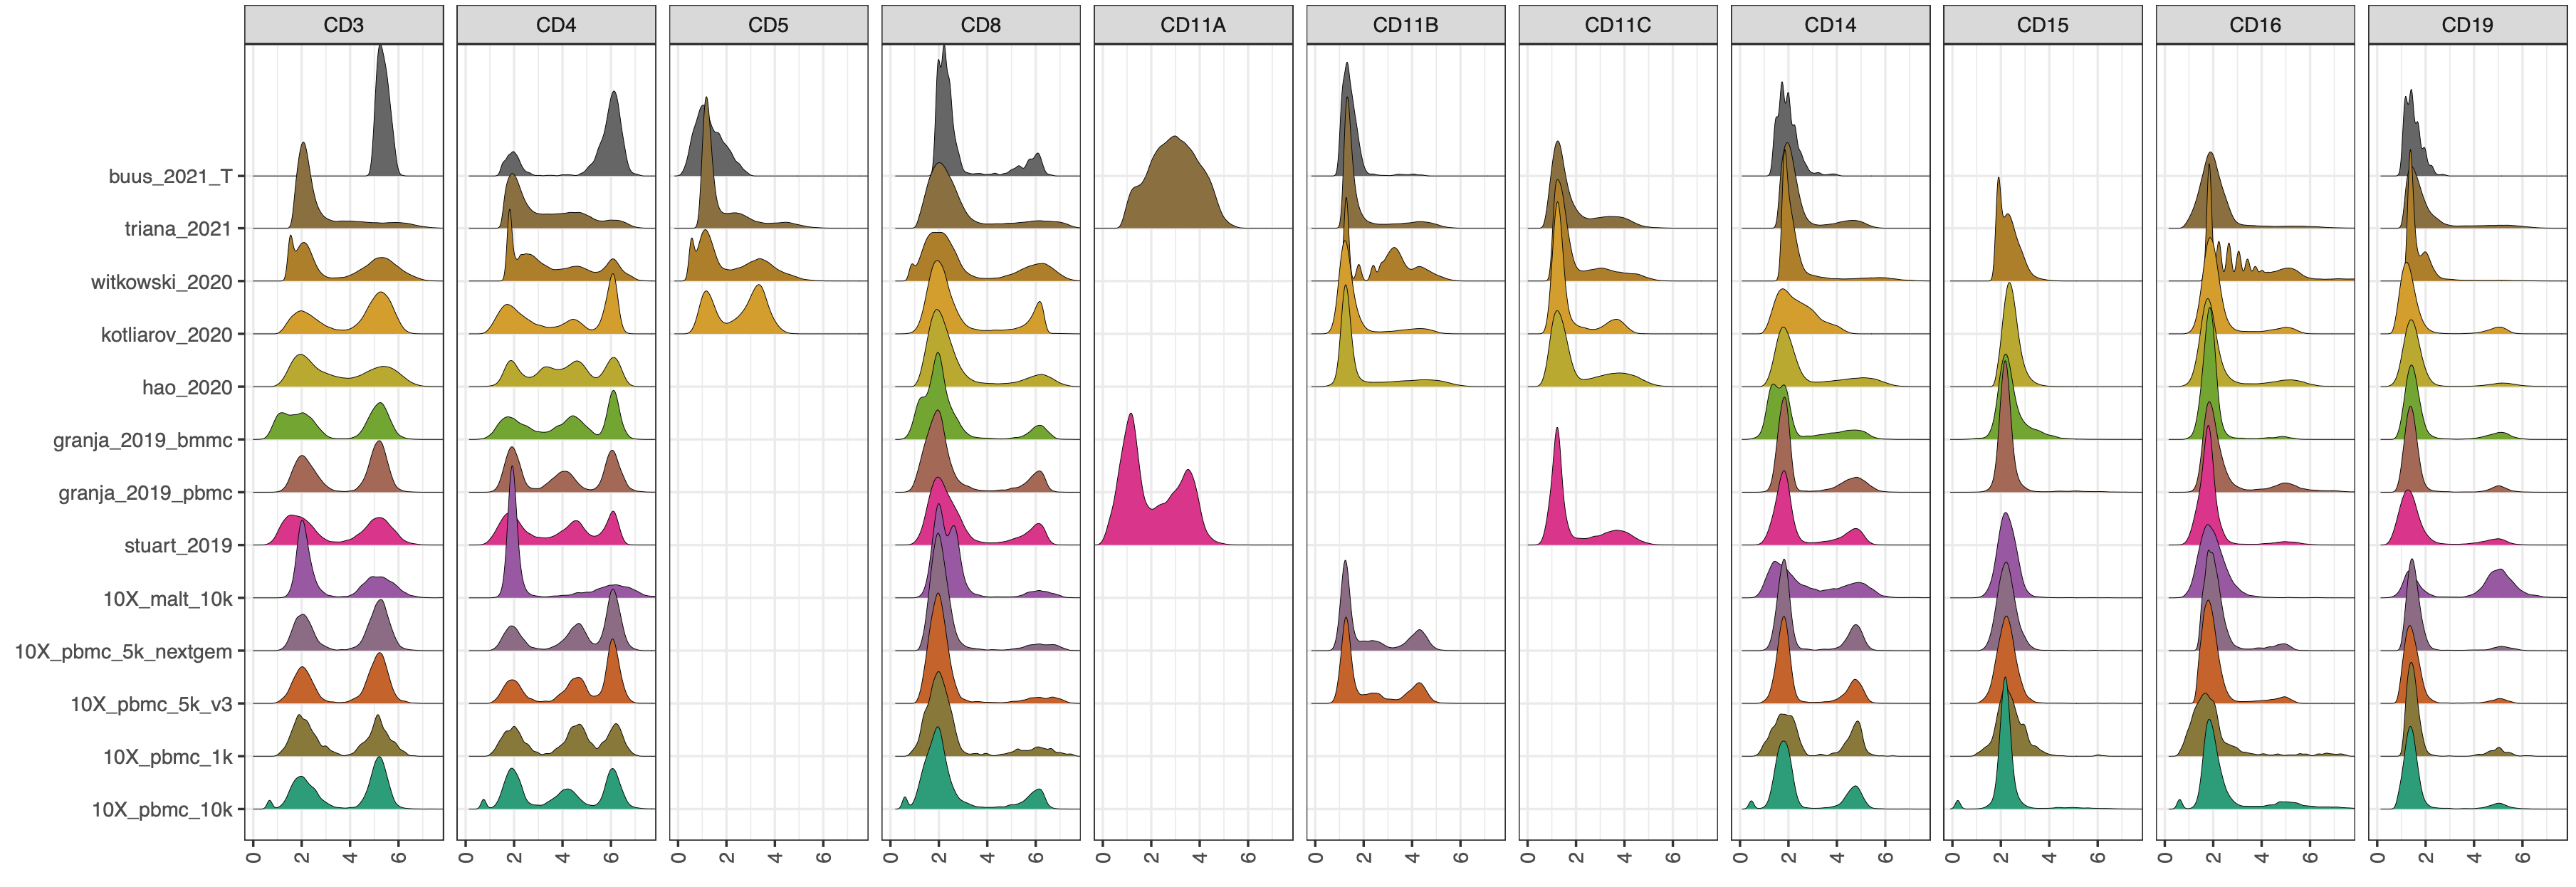 CD3 CD4 CD5 CD8 CD11A CD11B CD11C CD14 CD15 CD16 CD19
buus_2021_T
triana_2021
witkowski_2020
kotliarov_2020
hao_2020
granja_2019_bmmc
granja_2019_pbmc
stuart_2019
10X_malt_10k
10X_pbmc_5k_nextgem
10X_pbmc_5k_v3
10X_pbmc_1k
10X_pbmc_10k
0 2 4 6 0 2 4 6 0 2 4 6 0 2 4 6 0 2 4 6 0 2 4 6 0 2 4 6 0 2 4 6 0 2 4 6 0 2 4 6 0 2 4 6